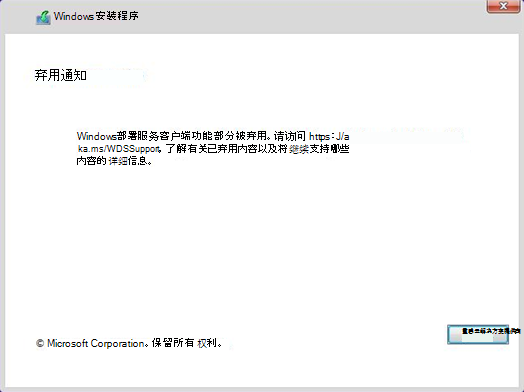 Windows安装程序
弃用通知
Windows部署服务客户端功能部分被弃用。请访问 https:J/a
ka.ms/WDSSupport，了解有关已弃用内容以及将继续支持哪些
内容的 详细信息。
© Microsoft Corporation。保留所有 权利。